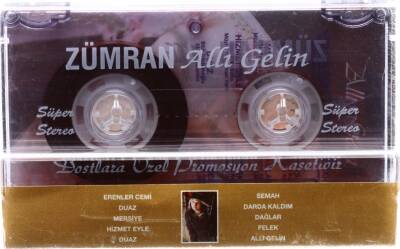 ZÜMRAN Allı Gelin
Süper Stereo
Süper Stereo
Dostlara Özel Promosyon Kasetidir
ERENLER CEMİ
DUAZ
MERSİYE
HİZMET EYLE
DUAZ
SEMAH
DARDA KALDIM
DAĞLAR
FELEK
ALLI GELİN